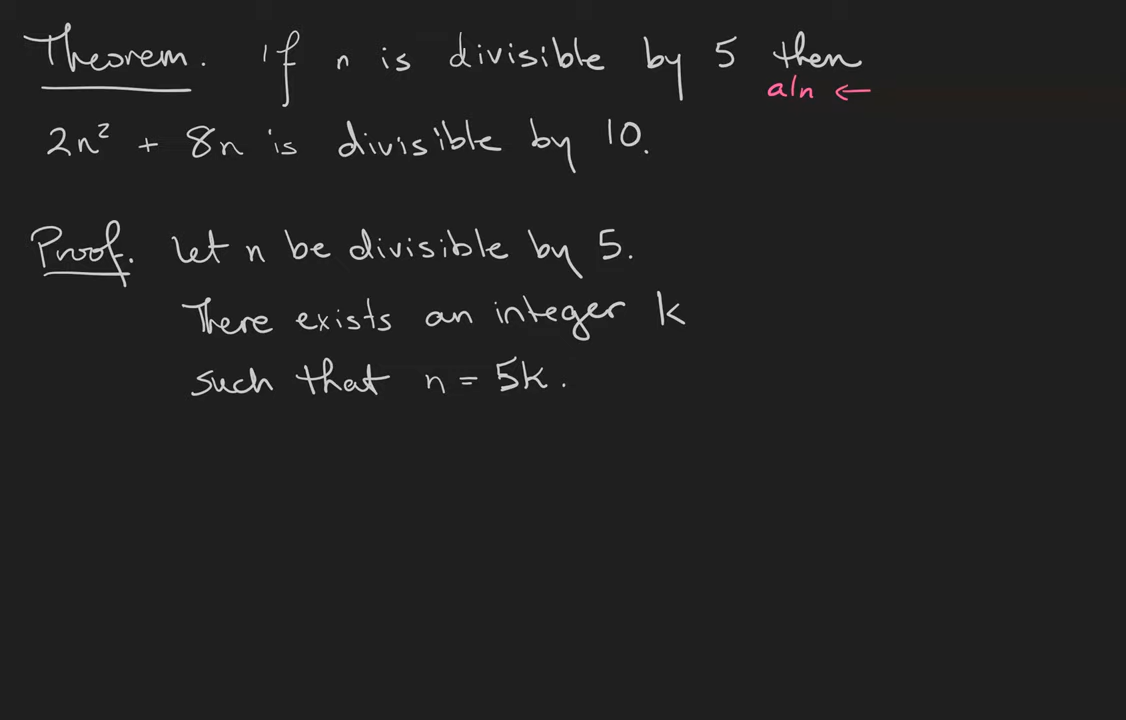 Theorem. If n is divisible by 5 then
a|n ←
2n² + 8n is divisible by 10.
Proof. Let n be divisible by 5.
There exists an integer k
such that n = 5k.